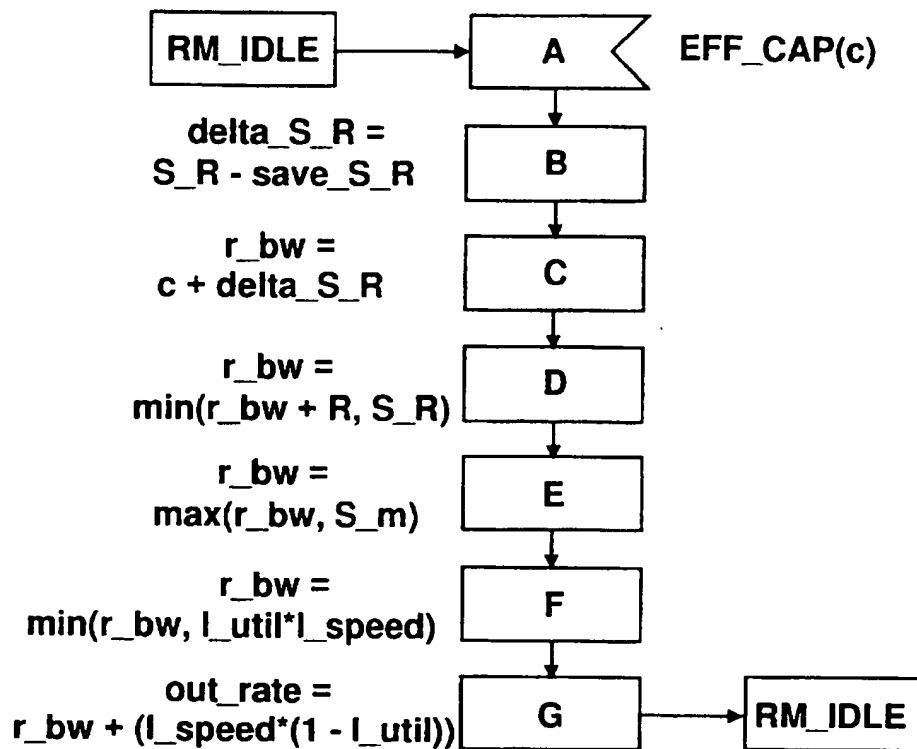 RM_IDLE
A
EFF_CAP(c)
delta_S_R =
S_R - save_S_R
B
r_bw =
c + delta_S_R
C
r_bw =
min(r_bw + R, S_R)
D
r_bw =
max(r_bw, S_m)
E
r_bw =
min(r_bw, l_util*l_speed)
F
out_rate =
r_bw + (l_speed*(1 - l_util))
G
RM_IDLE